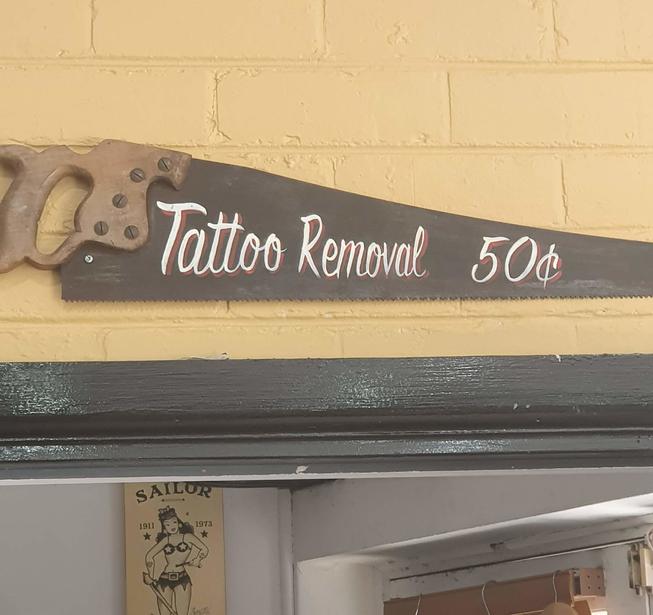 Tattoo Removal 50¢
SAILOR
1911 1973